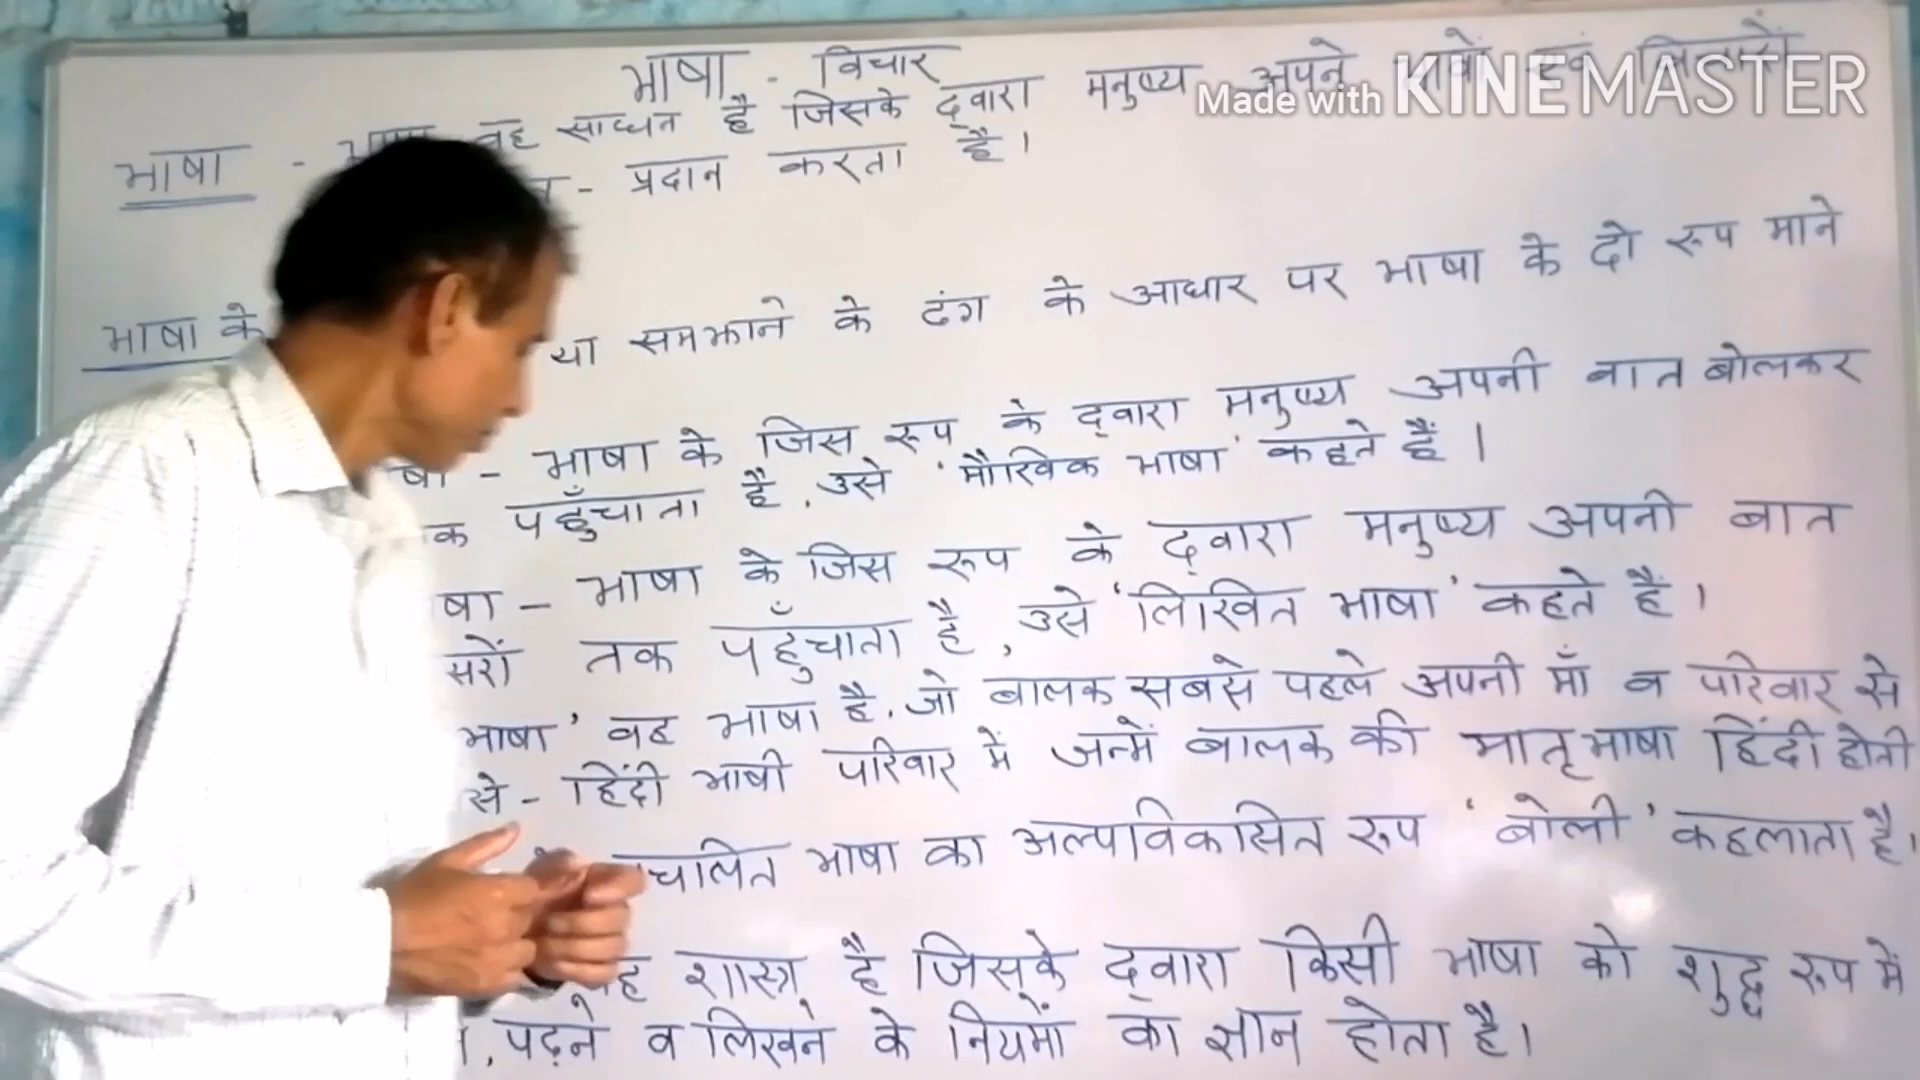 भाषा - विचार
Made with KINEMASTER
भाषा - भाषा वह साधन है जिसके द्वारा मनुष्य अपने भावों एवं विचारों
- प्रदान करता है।
भाषा के या समझाने के ढंग के आधार पर भाषा के दो रूप माने
षा - भाषा के जिस रूप के द्वारा मनुष्य अपनी बात बोलकर
क पहुँचाता है, उसे 'मौखिक भाषा' कहते हैं।
षा - भाषा के जिस रूप के द्वारा मनुष्य अपनी बात
सरों तक पहुँचाता है, उसे 'लिखित भाषा' कहते हैं।
भाषा' वह भाषा है, जो बालक सबसे पहले अपनी माँ व परिवार से
से - हिंदी भाषी परिवार में जन्में बालक की मातृभाषा हिंदी होती
चलित भाषा का अल्पविकसित रूप 'बोली' कहलाता है।
ह शास्त्र है जिसके द्वारा किसी भाषा को शुद्ध रूप में
, पढ़ने व लिखने के नियमों का ज्ञान होता है।